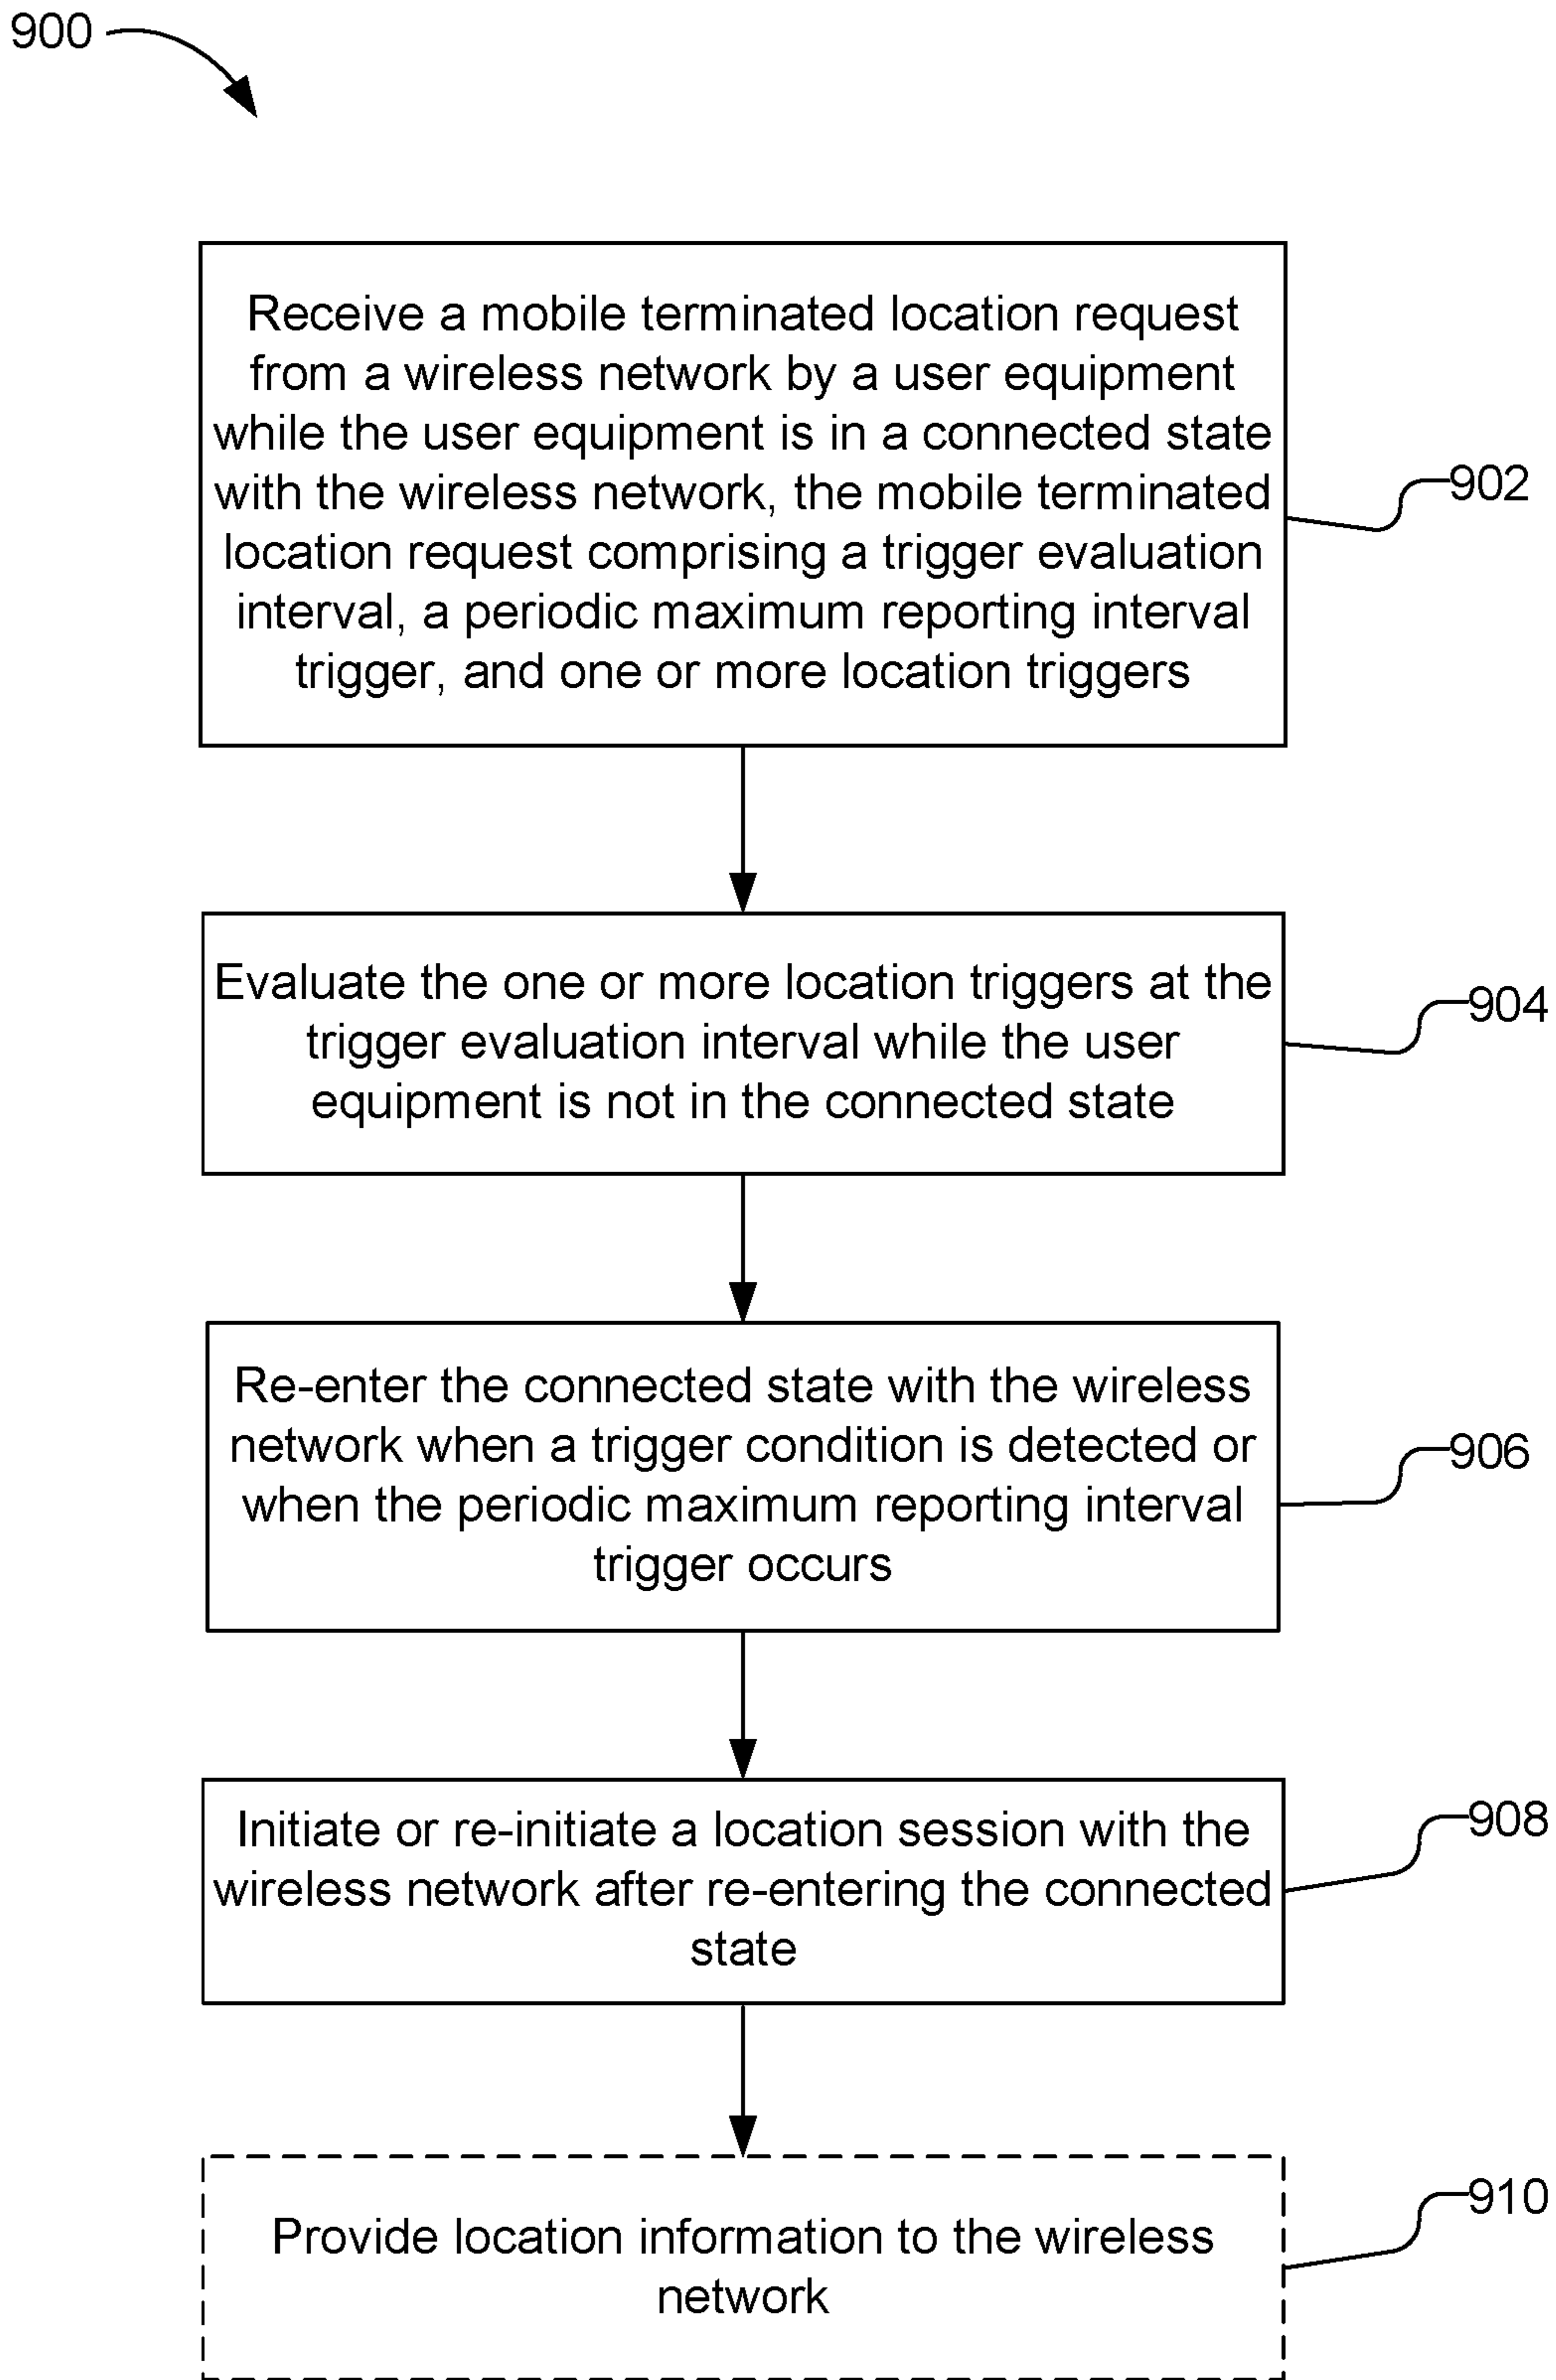 900
Receive a mobile terminated location request
from a wireless network by a user equipment
while the user equipment is in a connected state
with the wireless network, the mobile terminated
location request comprising a trigger evaluation
interval, a periodic maximum reporting interval
trigger, and one or more location triggers
902
Evaluate the one or more location triggers at the
trigger evaluation interval while the user
equipment is not in the connected state
904
Re-enter the connected state with the wireless
network when a trigger condition is detected or
when the periodic maximum reporting interval
trigger occurs
906
Initiate or re-initiate a location session with the
wireless network after re-entering the connected
state
908
Provide location information to the wireless
network
910